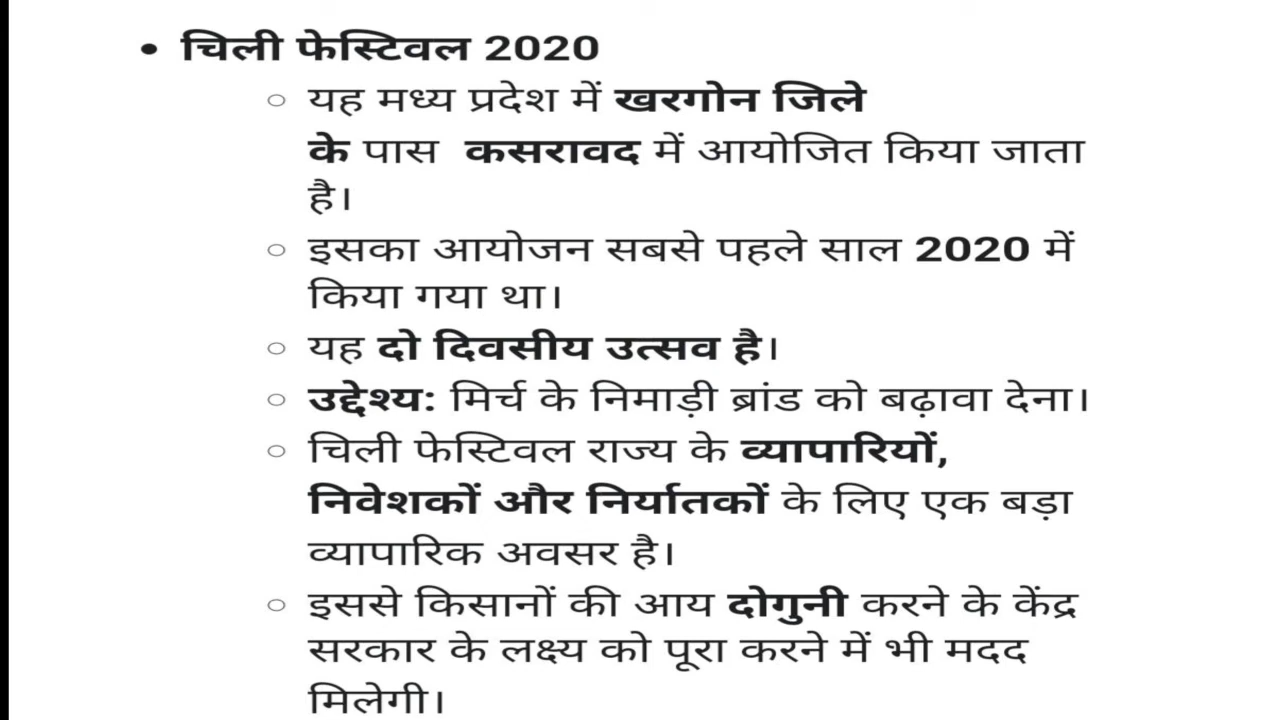 • चिली फेस्टिवल 2020
○ यह मध्य प्रदेश में खरगोन जिले
के पास कसरावद में आयोजित किया जाता
है।
○ इसका आयोजन सबसे पहले साल 2020 में
किया गया था।
○ यह दो दिवसीय उत्सव है।
○ उद्देश्य: मिर्च के निमाड़ी ब्रांड को बढ़ावा देना।
○ चिली फेस्टिवल राज्य के व्यापारियों,
निवेशकों और निर्यातकों के लिए एक बड़ा
व्यापारिक अवसर है।
○ इससे किसानों की आय दोगुनी करने के केंद्र
सरकार के लक्ष्य को पूरा करने में भी मदद
मिलेगी।